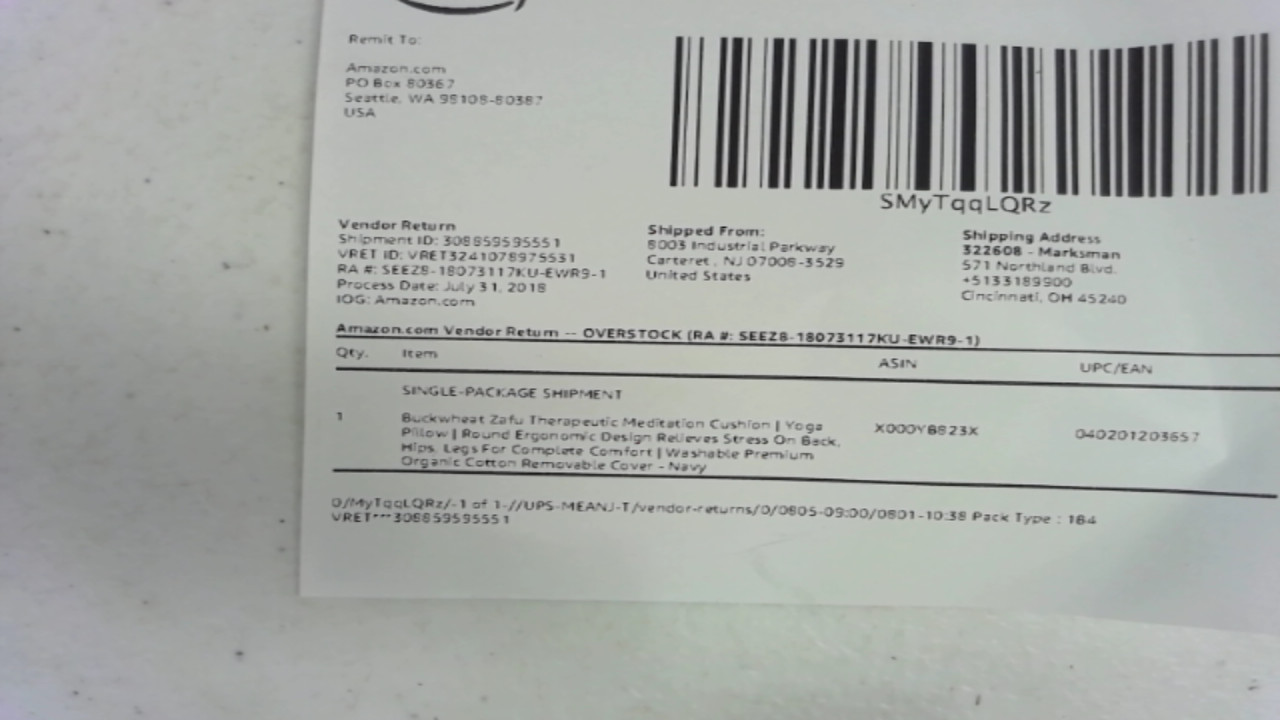 Remit To:
Amazon.com
PO Box 80367
Seattle, WA 98108-80387
USA
SMyTqqLQRz
Vendor Return
Shipment ID: 308859595551
VRET ID: VRET3241078975531
RA #: SEEZ8-18073117KU-EWR9-1
Process Date: July 31, 2018
IOG: Amazon.com
Shipped From:
8003 Industrial Parkway
Carteret , NJ 07008-3529
United States
Shipping Address
322608 - Marksman
571 Northland Blvd.
+5133189900
Cincinnati, OH 45240
Amazon.com Vendor Return -- OVERSTOCK (RA #: SEEZ8-18073117KU-EWR9-1)
Qty. Item ASIN UPC/EAN
SINGLE-PACKAGE SHIPMENT
1 Buckwheat Zafu Therapeutic Meditation Cushion | Yoga X000YB823X 040201203657
Pillow | Round Ergonomic Design Relieves Stress On Back,
Hips, Legs For Complete Comfort | Washable Premium
Organic Cotton Removable Cover - Navy
0/MyTqqLQRz/-1 of 1-//UPS-MEANJ-T/vendor-returns/0/0805-09:00/0801-10:38 Pack Type : 184
VRET***308859595551